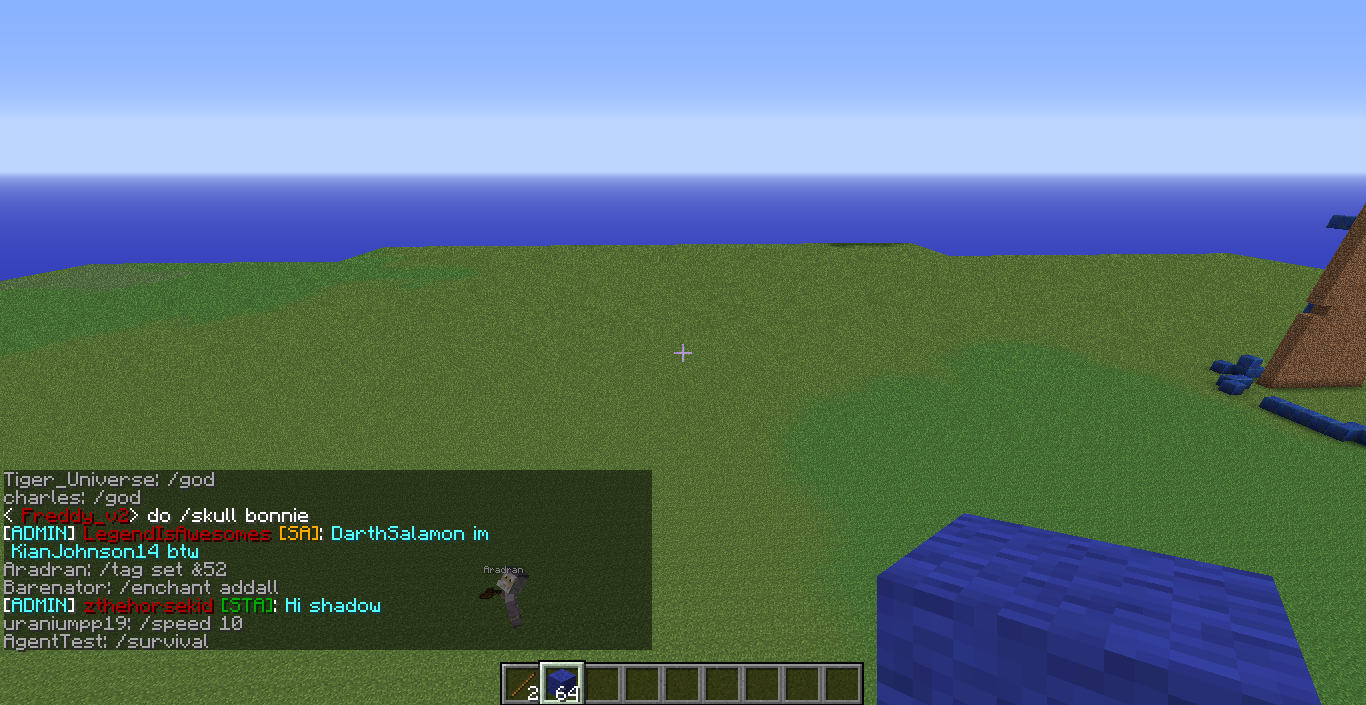 Tiger_Universe: /god
charles: /god
< Freddy_v2> do /skull bonnie
[ADMIN] LegendIsAwesomes [SA]: DarthSalamon im
KianJohnson14 btw
Aradran: /tag set &52
Barenator: /enchant addall
[ADMIN] zthehorsekid [STA]: Hi shadow
uraniumpp19: /speed 10
AgentTest: /survival
Aradran
2 64